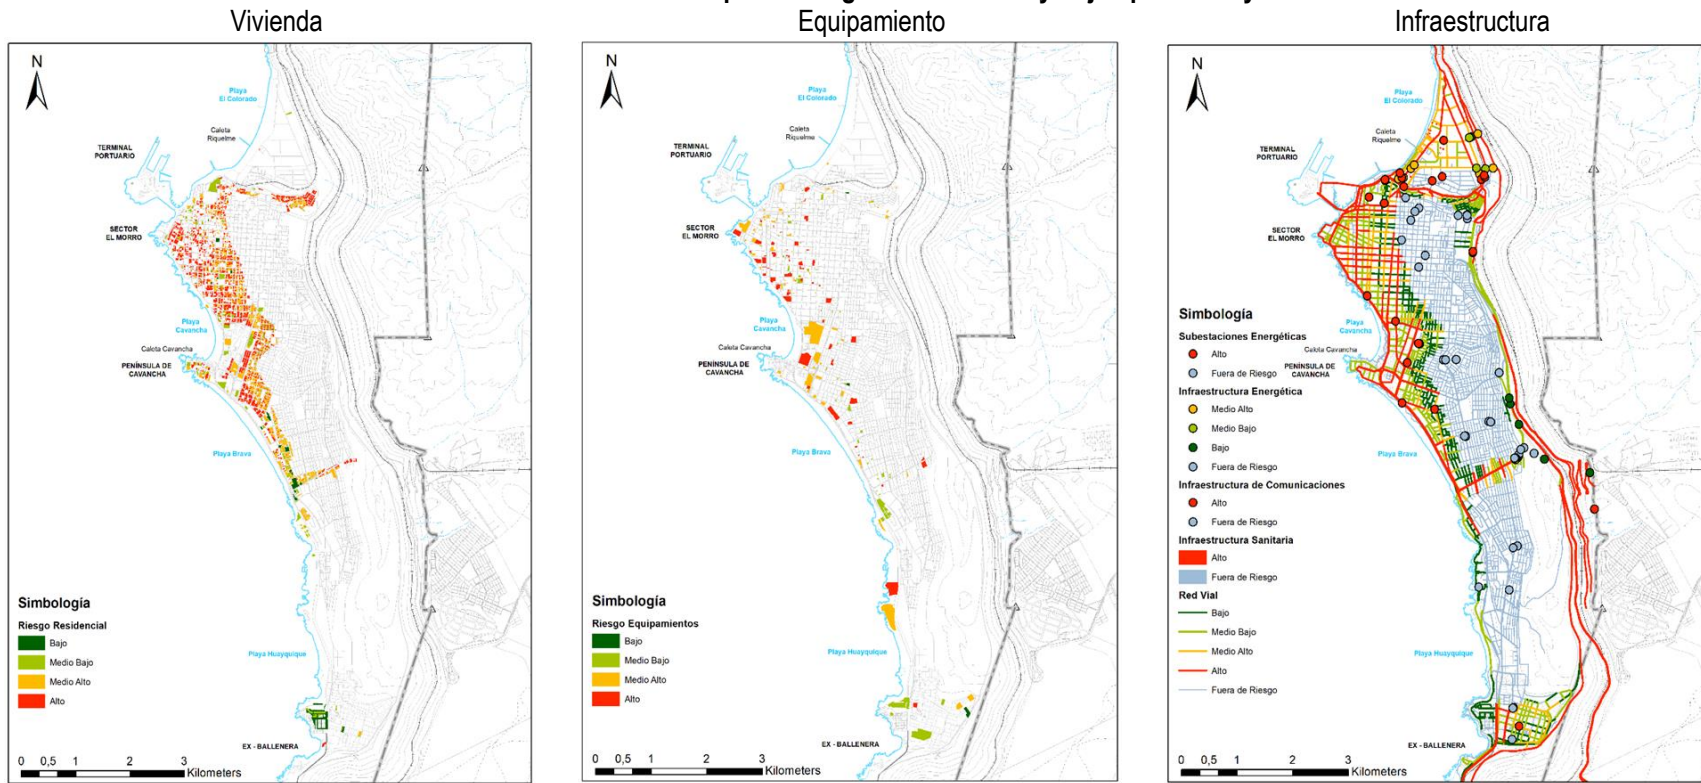 Vivienda
Equipamiento
Infraestructura
N
Playa
El Colorado
Caleta
Riquelme
TERMINAL
PORTUARIO
SECTOR
EL MORRO
Playa
Cavancha
Caleta Cavancha
PENÍNSULA DE
CAVANCHA
Playa Brava
Playa Huayquique
EX - BALLENERA
Simbología
Riesgo Residencial
Bajo
Medio Bajo
Medio Alto
Alto
0 0,5 1 2 3
Kilometers
N
Playa
El Colorado
Caleta
Riquelme
TERMINAL
PORTUARIO
SECTOR
EL MORRO
Playa
Cavancha
Caleta Cavancha
PENÍNSULA DE
CAVANCHA
Playa Brava
Playa Huayquique
EX - BALLENERA
Simbología
Riesgo Equipamientos
Bajo
Medio Bajo
Medio Alto
Alto
0 0,5 1 2 3
Kilometers
N
Playa
El Colorado
Caleta
Riquelme
TERMINAL
PORTUARIO
SECTOR
EL MORRO
Playa
Cavancha
Caleta Cavancha
PENÍNSULA DE
CAVANCHA
Playa Brava
Playa Huayquique
EX - BALLENERA
Simbología
Subestaciones Energéticas
Alto
Fuera de Riesgo
Infraestructura Energética
Medio Alto
Medio Bajo
Bajo
Fuera de Riesgo
Infraestructura de Comunicaciones
Alto
Fuera de Riesgo
Infraestructura Sanitaria
Alto
Fuera de Riesgo
Red Vial
Bajo
Medio Bajo
Medio Alto
Alto
Fuera de Riesgo
0 0,5 1 2 3
Kilometers